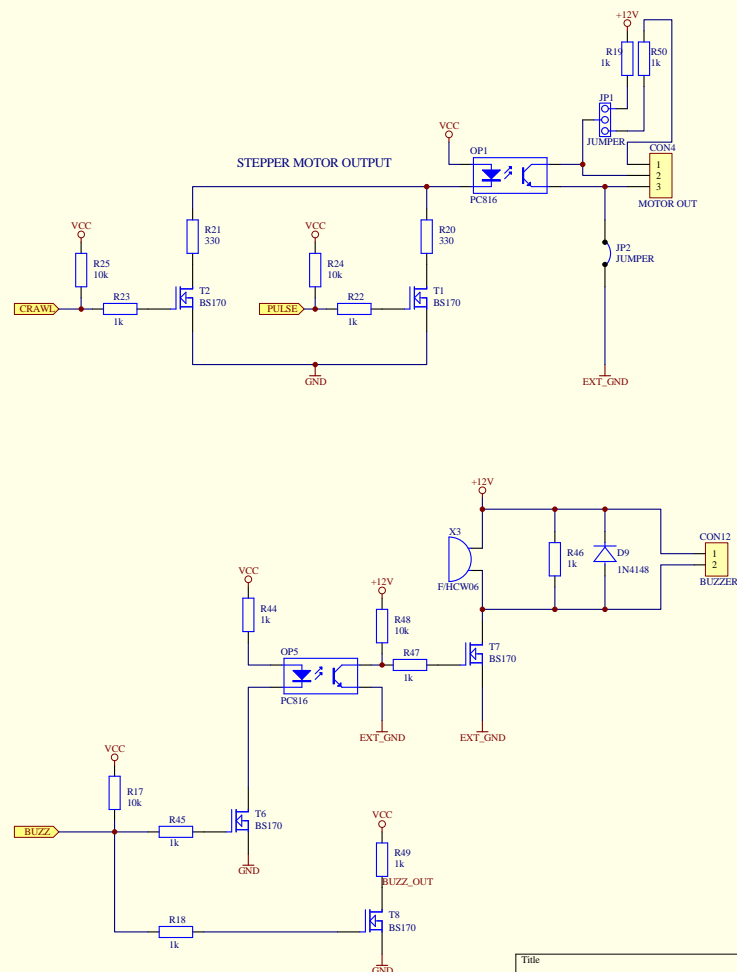 +12V
R19
1k
R50
1k
JP1
JUMPER
CON4
1
2
3
MOTOR OUT
VCC
OP1
PC816
STEPPER MOTOR OUTPUT
R21
330
R20
330
JP2
JUMPER
VCC
R25
10k
VCC
R24
10k
T2
BS170
T1
BS170
CRAWL
R23
1k
PULSE
R22
1k
GND
EXT_GND
+12V
X3
F/HCW06
R46
1k
D9
1N4148
CON12
1
2
BUZZER
VCC
R44
1k
+12V
R48
10k
OP5
PC816
R47
1k
T7
BS170
EXT_GND
EXT_GND
VCC
R17
10k
BUZZ
R45
1k
T6
BS170
GND
VCC
R49
1k
BUZZ_OUT
R18
1k
T8
BS170
GND
Title